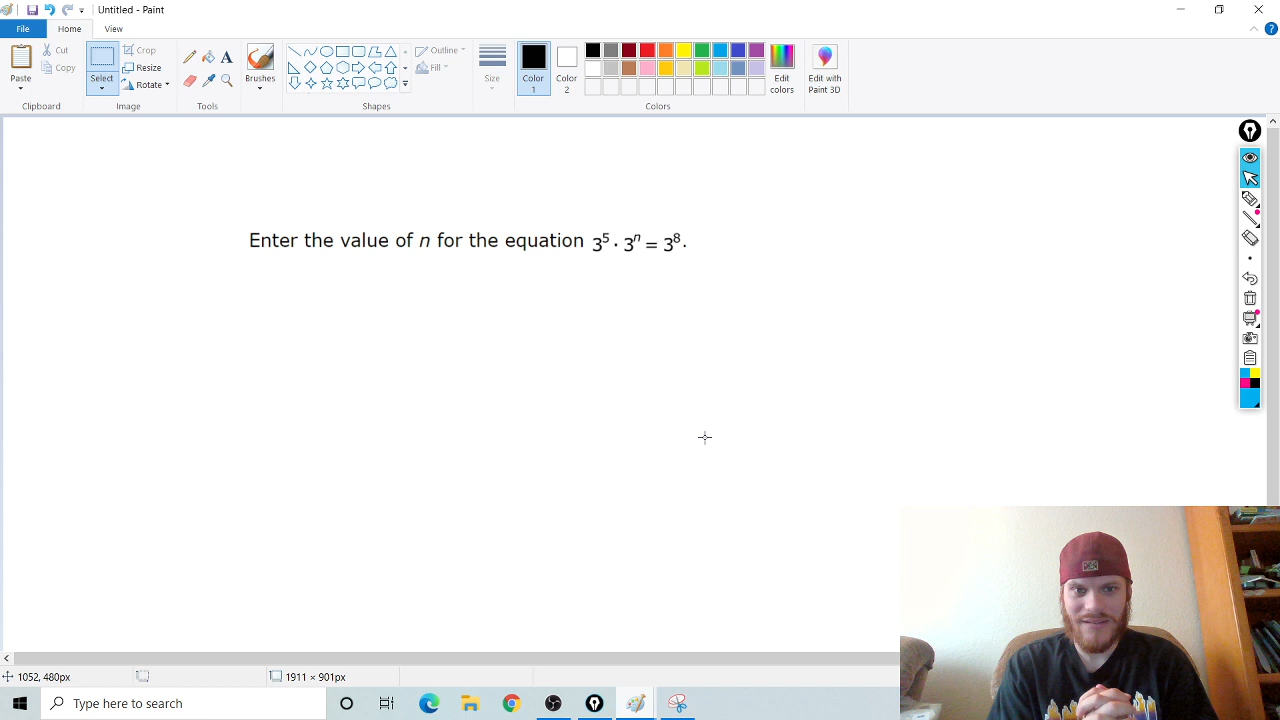 Untitled - Paint
File
Home
View
Paste
Cut
Copy
Clipboard
Select
Crop
Resize
Rotate
Image
A
Tools
Brushes
Shapes
Outline
Fill
Size
Color 1
Color 2
Edit colors
Colors
Edit with Paint 3D
?
Enter the value of n for the equation 3⁵ · 3ⁿ = 3⁸.
1052, 480px
1911 × 901px
Type here to search